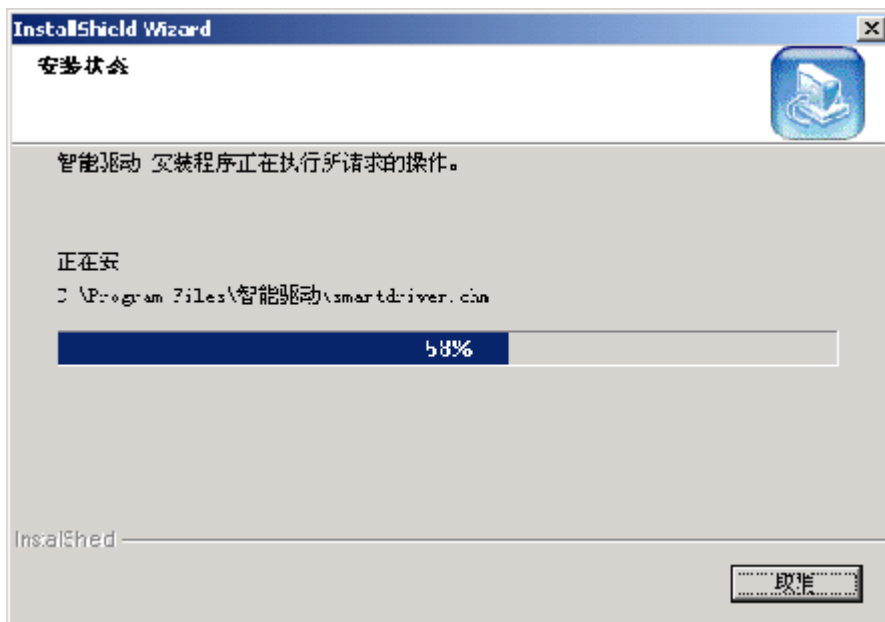 InstallShield Wizard
安装状态
智能驱动 安装程序正在执行所请求的操作。
正在安
C:\Program Files\智能驱动\smartdriver.chm
58%
InstallShield
取消